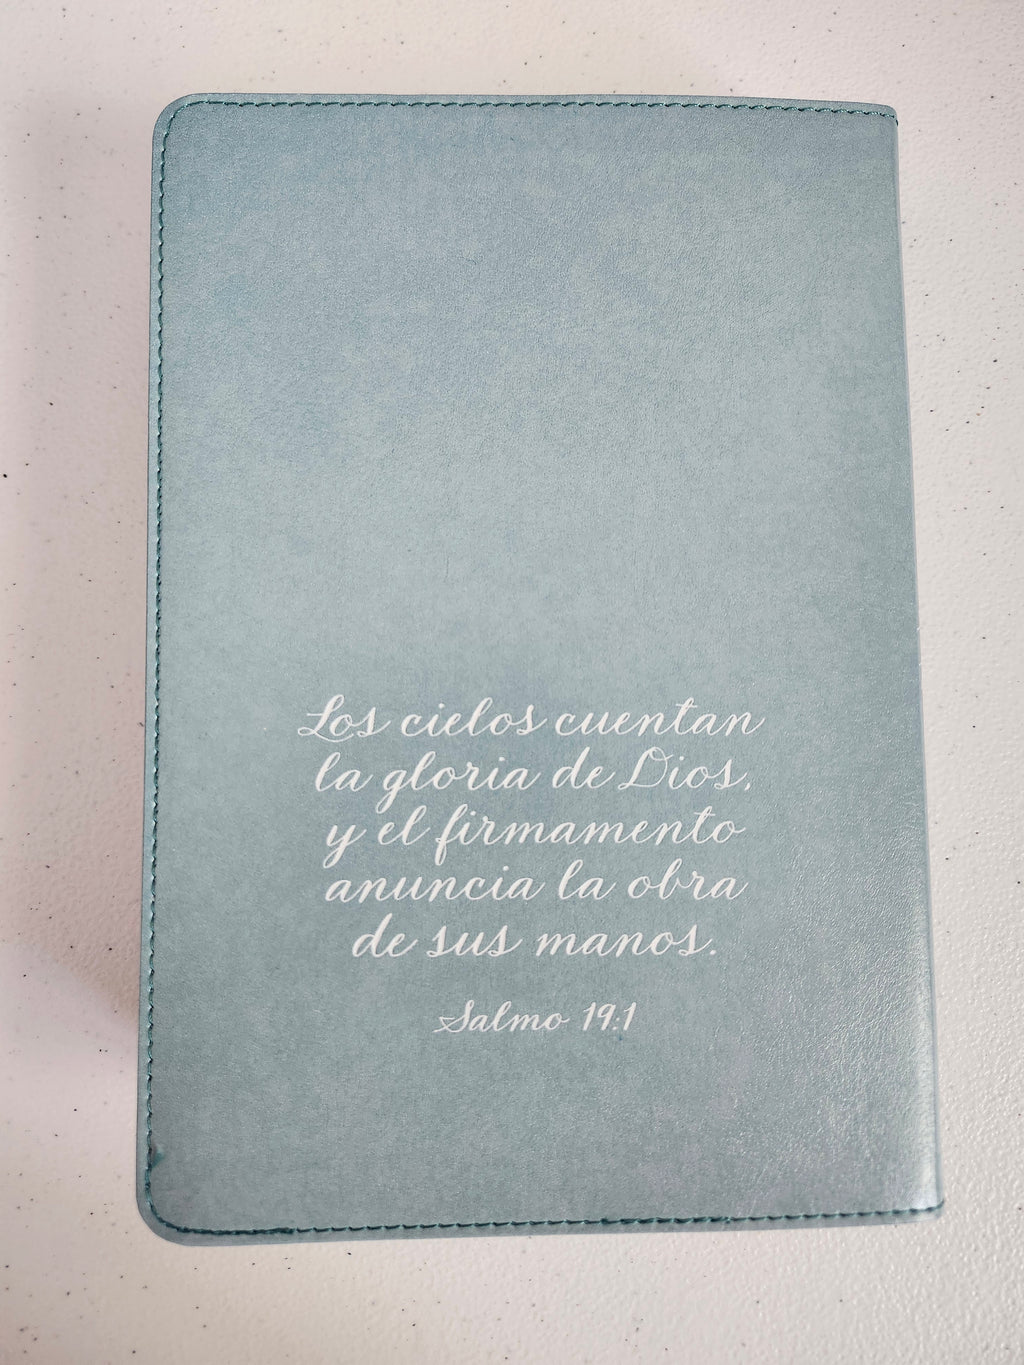 Los cielos cuentan
la gloria de Dios,
y el firmamento
anuncia la obra
de sus manos.
Salmo 19:1